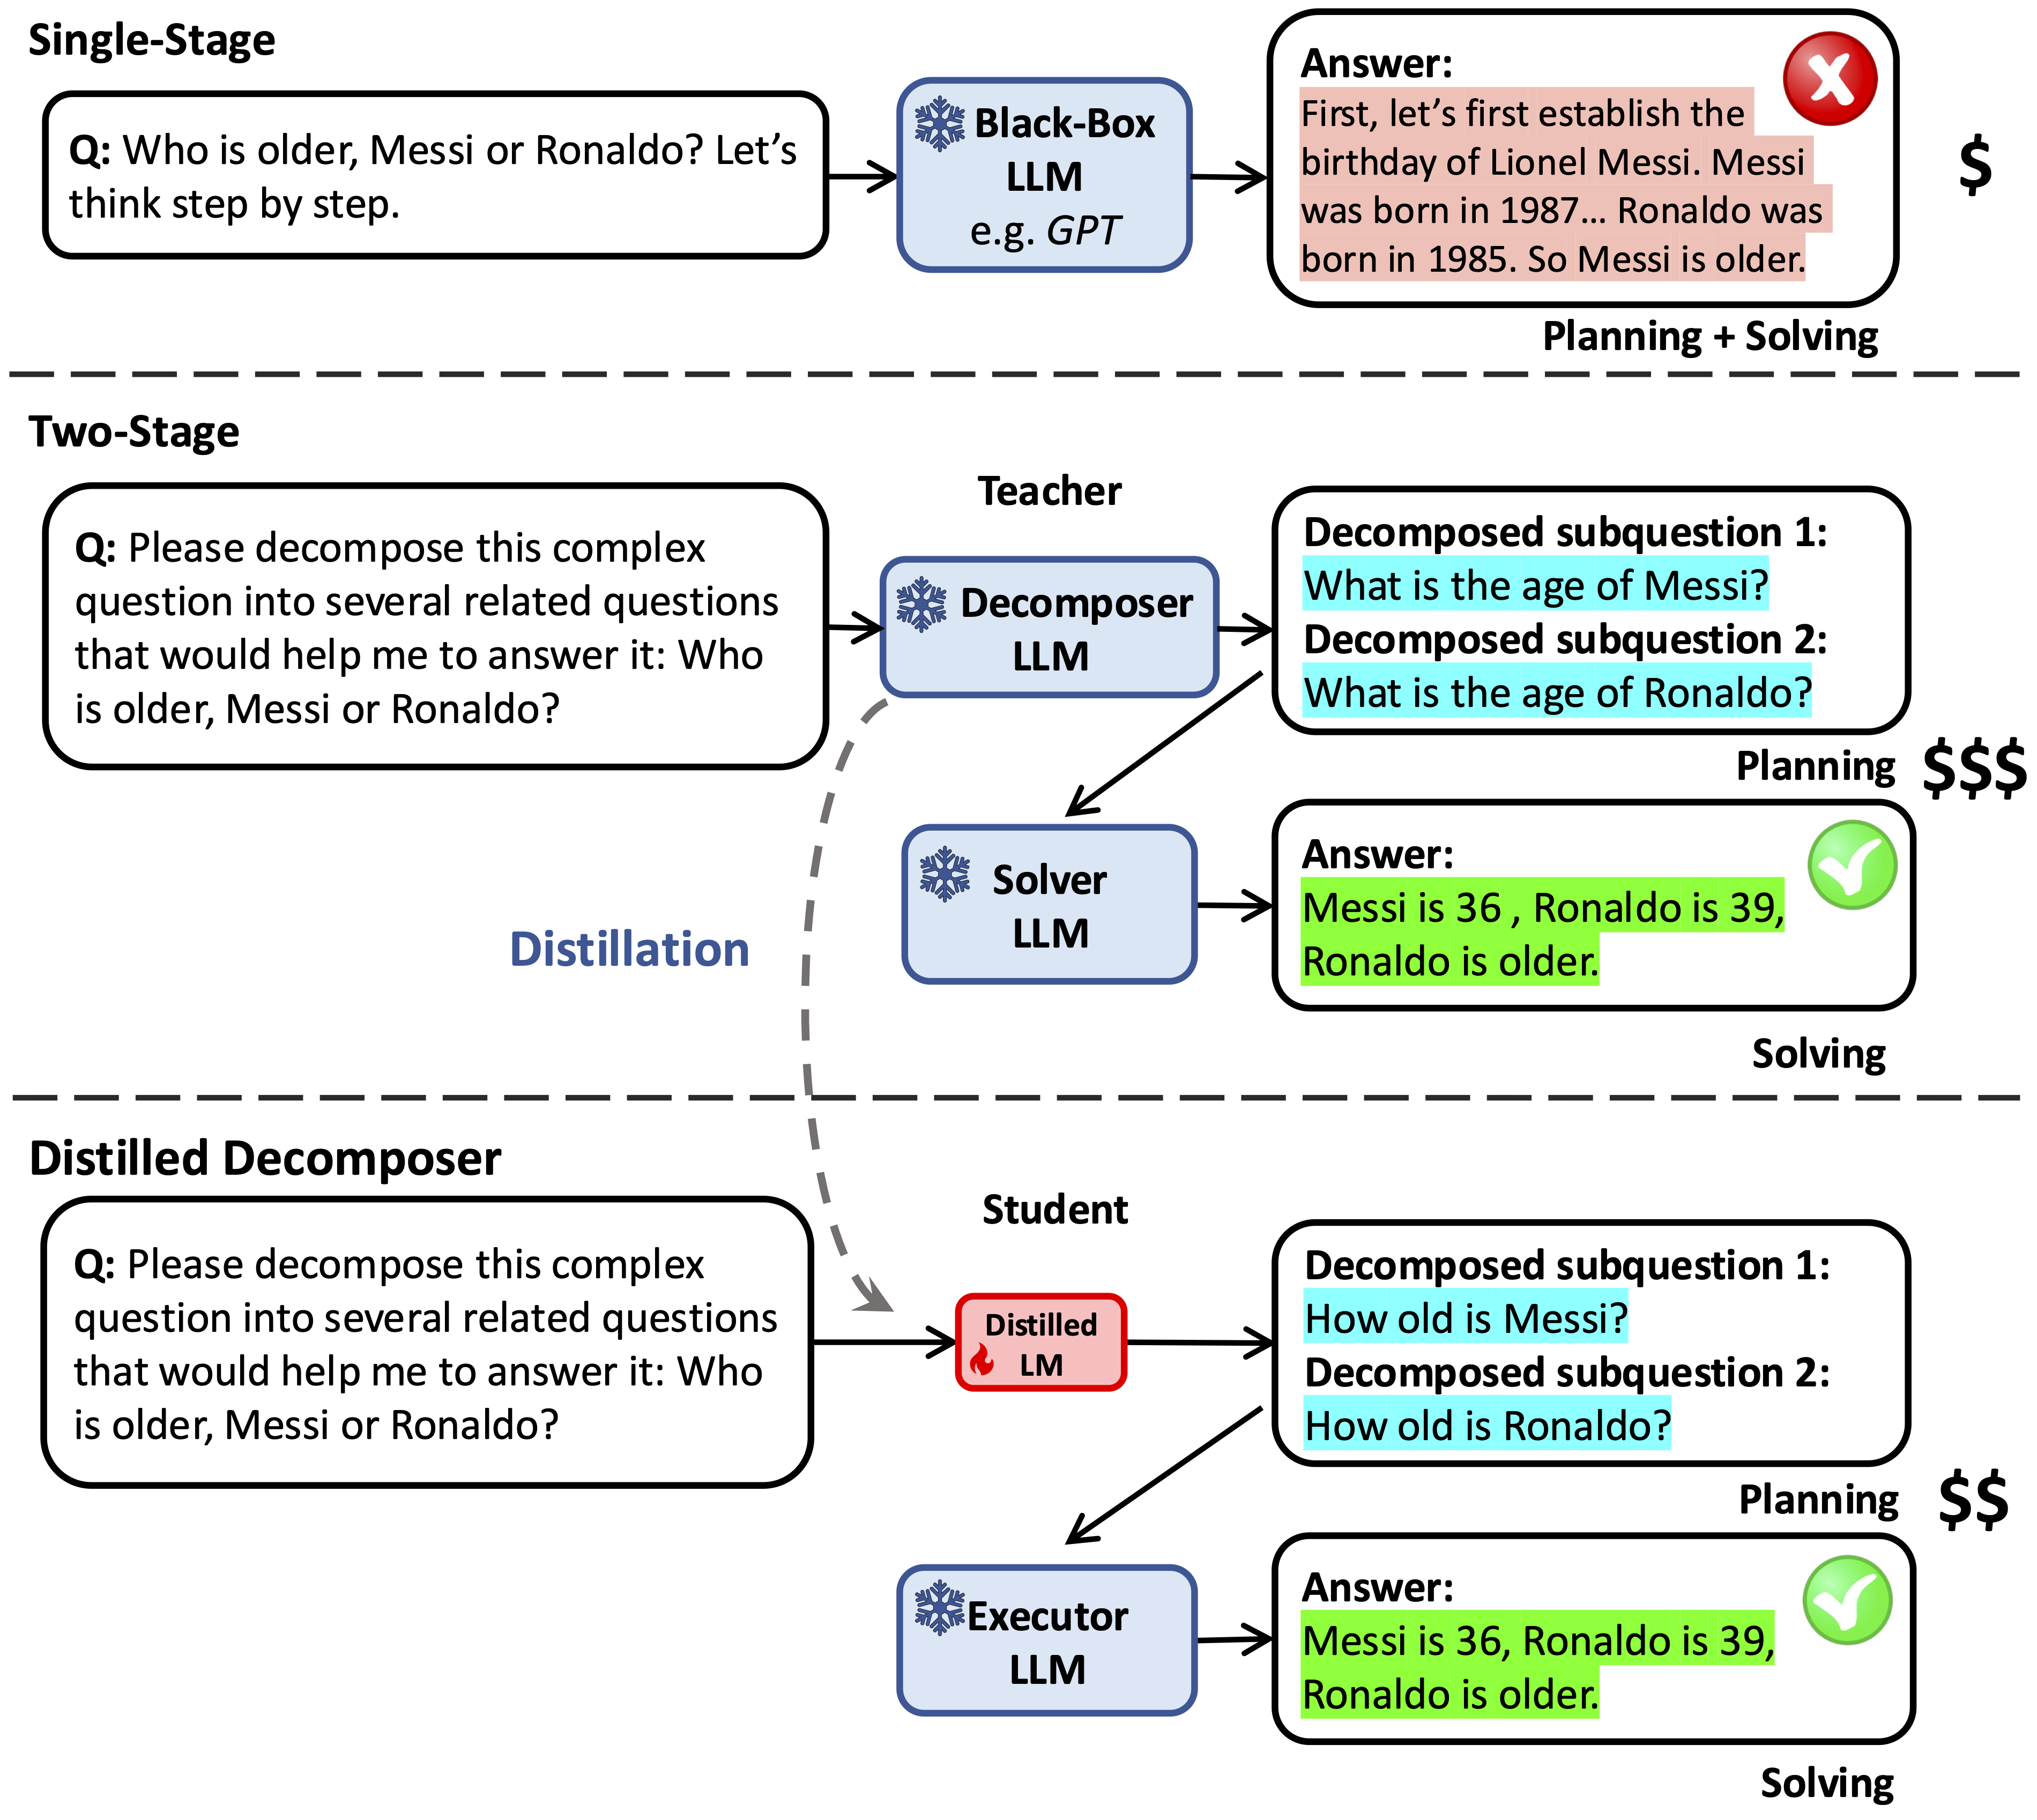 Single-Stage
Q: Who is older, Messi or Ronaldo? Let’s
think step by step.
Black-Box
LLM
e.g. GPT
Answer:
First, let’s first establish the
birthday of Lionel Messi. Messi
was born in 1987... Ronaldo was
born in 1985. So Messi is older.
$
Planning + Solving
Two-Stage
Q: Please decompose this complex
question into several related questions
that would help me to answer it: Who
is older, Messi or Ronaldo?
Teacher
Decomposer
LLM
Decomposed subquestion 1:
What is the age of Messi?
Decomposed subquestion 2:
What is the age of Ronaldo?
Planning
$$$
Solver
LLM
Answer:
Messi is 36 , Ronaldo is 39,
Ronaldo is older.
Solving
Distillation
Distilled Decomposer
Q: Please decompose this complex
question into several related questions
that would help me to answer it: Who
is older, Messi or Ronaldo?
Student
Distilled
LM
Decomposed subquestion 1:
How old is Messi?
Decomposed subquestion 2:
How old is Ronaldo?
Planning
$$
Executor
LLM
Answer:
Messi is 36, Ronaldo is 39,
Ronaldo is older.
Solving